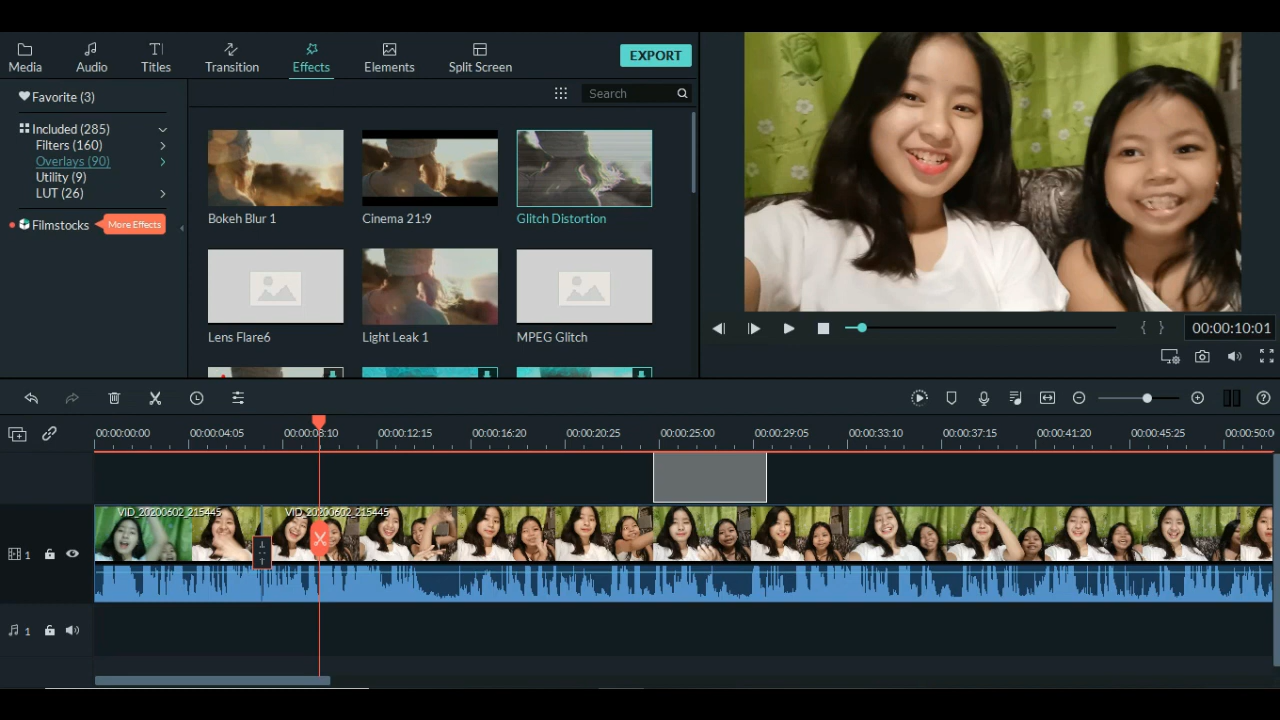 Media Audio Titles Transition Effects Elements Split Screen EXPORT
Favorite (3)
Search
Included (285)
Filters (160)
Overlays (90)
Utility (9)
LUT (26)
Filmstocks More Effects
Bokeh Blur 1 Cinema 21:9 Glitch Distortion
Lens Flare6 Light Leak 1 MPEG Glitch
{ } 00:00:10:01
00:00:00:00 00:00:04:05 00:00:08:10 00:00:12:15 00:00:16:20 00:00:20:25 00:00:25:00 00:00:29:05 00:00:33:10 00:00:37:15 00:00:41:20 00:00:45:25 00:00:50:0
VID_20200602_215445 VID_20200602_215445
1
1